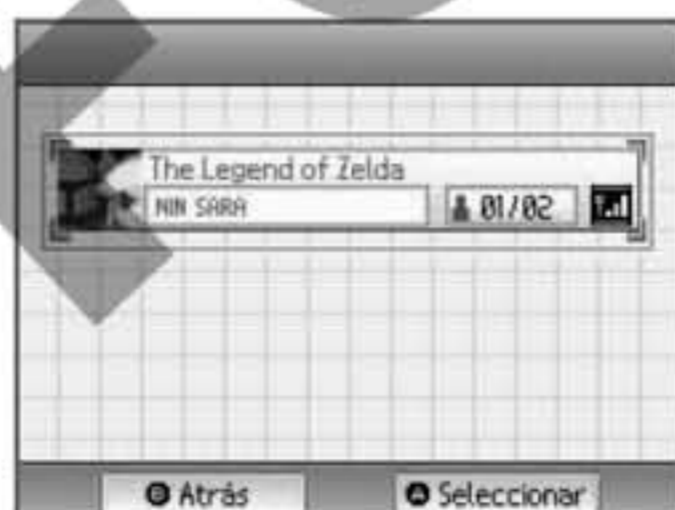 The Legend of Zelda
NIN SARA 01/02
B Atrás A Seleccionar